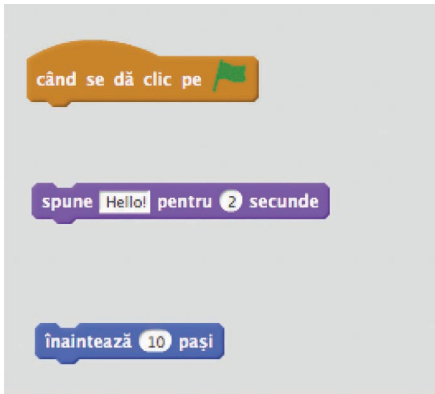 când se dă clic pe
spune Hello! pentru 2 secunde
înaintează 10 pași